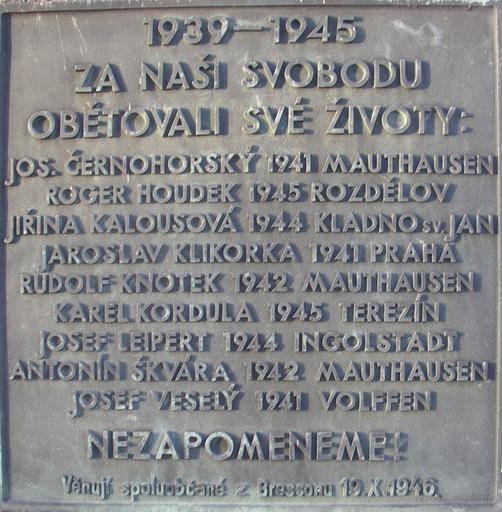 1939—1945
ZA NAŠI SVOBODU
OBĚTOVALI SVÉ ŽIVOTY:
JOS. ČERNOHORSKÝ 1941 MAUTHAUSEN
ROGER HOUDEK 1945 ROZDĚLOV
JIŘINA KALOUSOVÁ 1944 KLADNO SV. JAN
JAROSLAV KLIKORKA 1941 PRAHA
RUDOLF KNOTEK 1942 MAUTHAUSEN
KAREL KORDULA 1945 TEREZÍN
JOSEF LEIPERT 1944 INGOLSTADT
ANTONÍN ŠKVÁRA 1942 MAUTHAUSEN
JOSEF VESELÝ 1941 VOLFFEN
NEZAPOMENEME!
Věnují spoluobčané z Bressonu 19.X.1946.